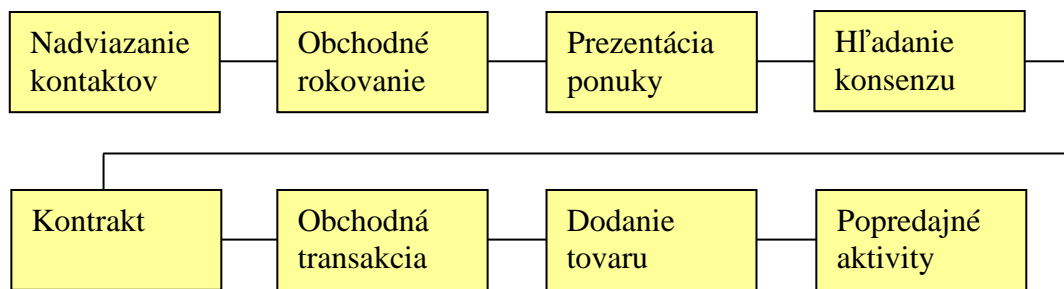 Nadviazanie
kontaktov
Obchodné
rokovanie
Prezentácia
ponuky
Hľadanie
konsenzu
Kontrakt
Obchodná
transakcia
Dodanie
tovaru
Popredajné
aktivity